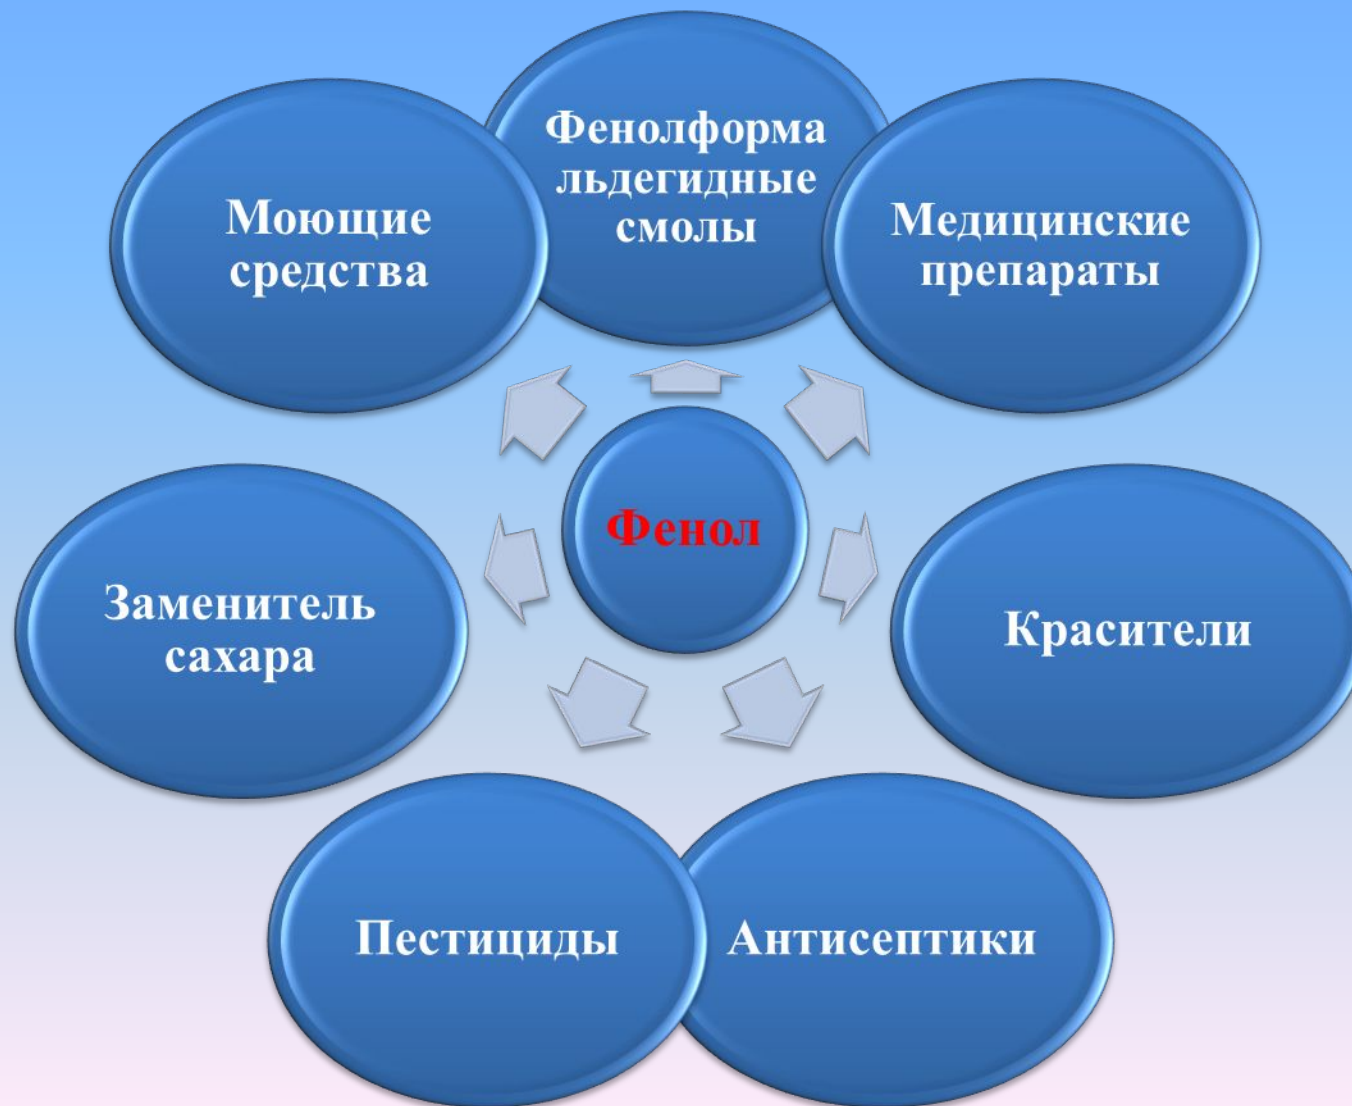 Фенолформа
льдегидные
смолы
Моющие
средства
Медицинские
препараты
Фенол
Заменитель
сахара
Красители
Пестициды
Антисептики